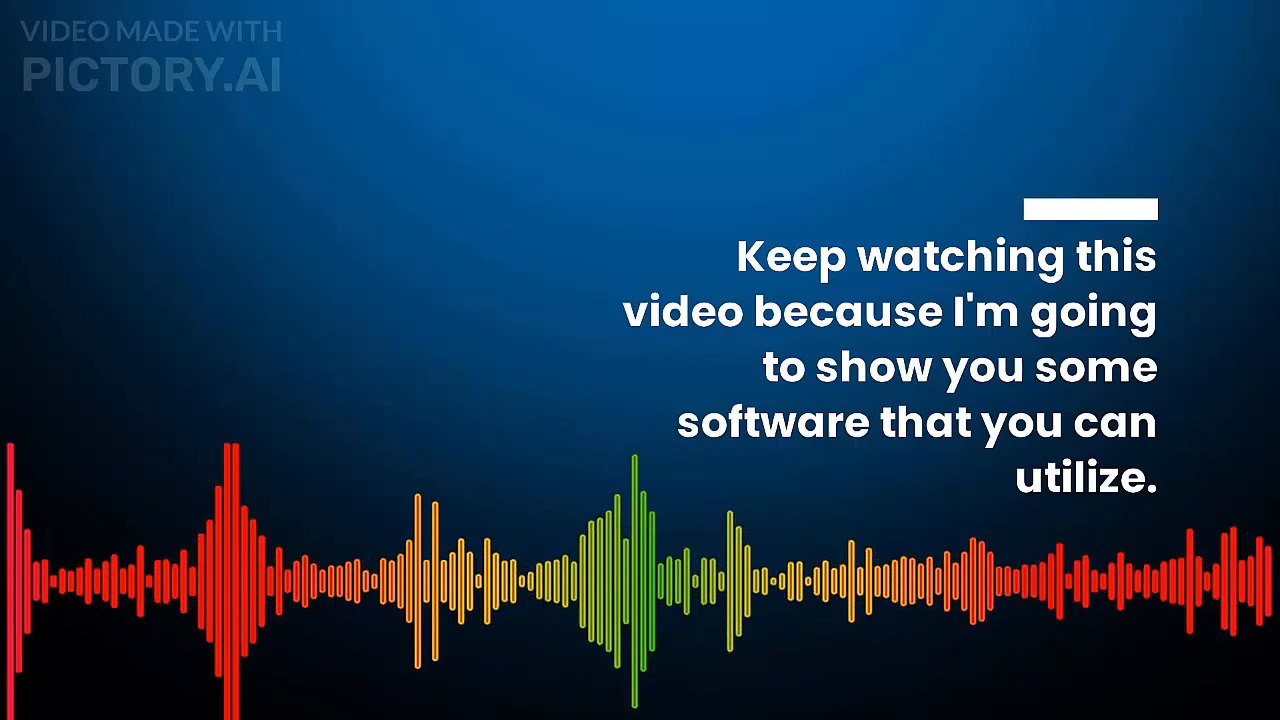 VIDEO MADE WITH
PICTORY.AI
Keep watching this
video because I'm going
to show you some
software that you can
utilize.